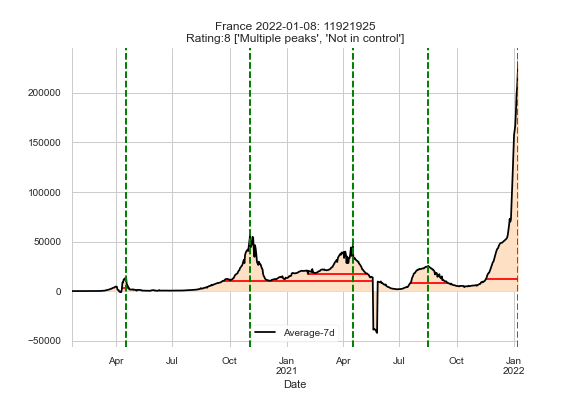 France 2022-01-08: 11921925
Rating:8 ['Multiple peaks', 'Not in control']
200000
150000
100000
50000
0
−50000
Average-7d
Apr Jul Oct Jan Apr Jul Oct Jan
2021 2022
Date